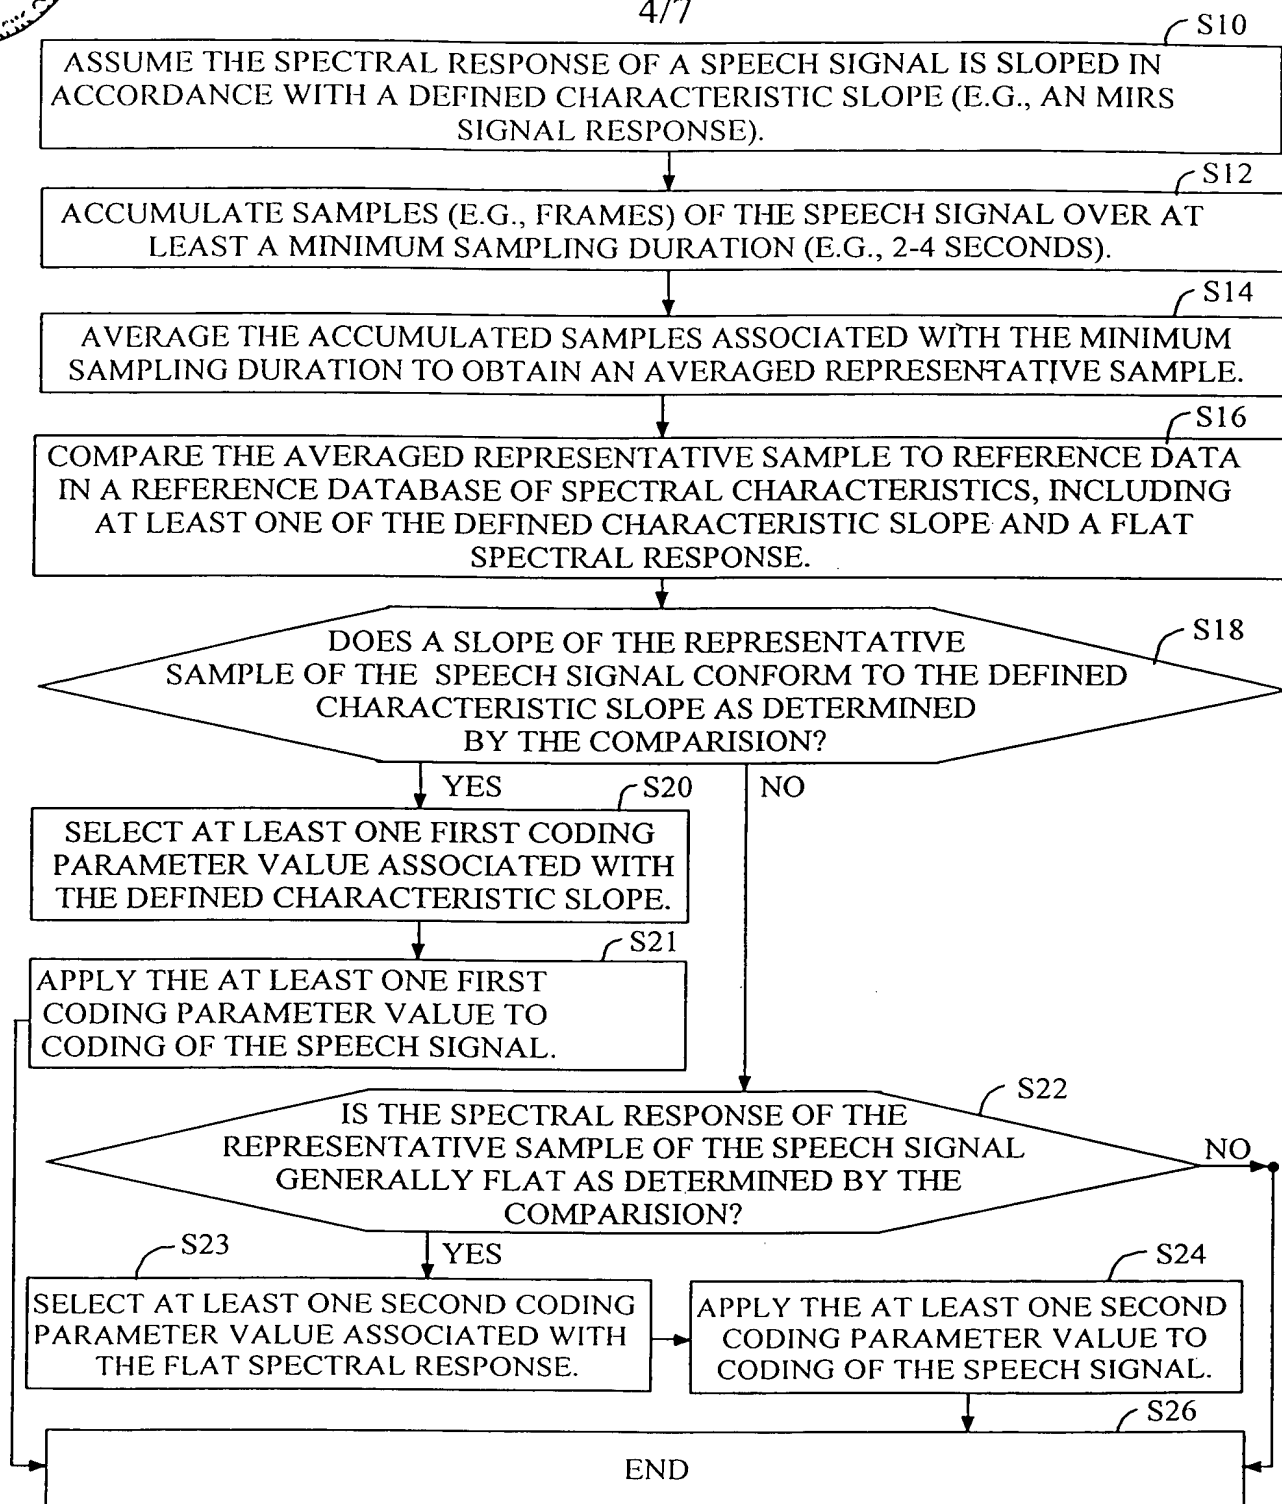 4/7
S10
ASSUME THE SPECTRAL RESPONSE OF A SPEECH SIGNAL IS SLOPED IN
ACCORDANCE WITH A DEFINED CHARACTERISTIC SLOPE (E.G., AN MIRS
SIGNAL RESPONSE).
S12
ACCUMULATE SAMPLES (E.G., FRAMES) OF THE SPEECH SIGNAL OVER AT
LEAST A MINIMUM SAMPLING DURATION (E.G., 2-4 SECONDS).
S14
AVERAGE THE ACCUMULATED SAMPLES ASSOCIATED WITH THE MINIMUM
SAMPLING DURATION TO OBTAIN AN AVERAGED REPRESENTATIVE SAMPLE.
S16
COMPARE THE AVERAGED REPRESENTATIVE SAMPLE TO REFERENCE DATA
IN A REFERENCE DATABASE OF SPECTRAL CHARACTERISTICS, INCLUDING
AT LEAST ONE OF THE DEFINED CHARACTERISTIC SLOPE AND A FLAT
SPECTRAL RESPONSE.
S18
DOES A SLOPE OF THE REPRESENTATIVE
SAMPLE OF THE SPEECH SIGNAL CONFORM TO THE DEFINED
CHARACTERISTIC SLOPE AS DETERMINED
BY THE COMPARISION?
YES
NO
S20
SELECT AT LEAST ONE FIRST CODING
PARAMETER VALUE ASSOCIATED WITH
THE DEFINED CHARACTERISTIC SLOPE.
S21
APPLY THE AT LEAST ONE FIRST
CODING PARAMETER VALUE TO
CODING OF THE SPEECH SIGNAL.
S22
IS THE SPECTRAL RESPONSE OF THE
REPRESENTATIVE SAMPLE OF THE SPEECH SIGNAL
GENERALLY FLAT AS DETERMINED BY THE
COMPARISION?
NO
YES
S23
SELECT AT LEAST ONE SECOND CODING
PARAMETER VALUE ASSOCIATED WITH
THE FLAT SPECTRAL RESPONSE.
S24
APPLY THE AT LEAST ONE SECOND
CODING PARAMETER VALUE TO
CODING OF THE SPEECH SIGNAL.
S26
END